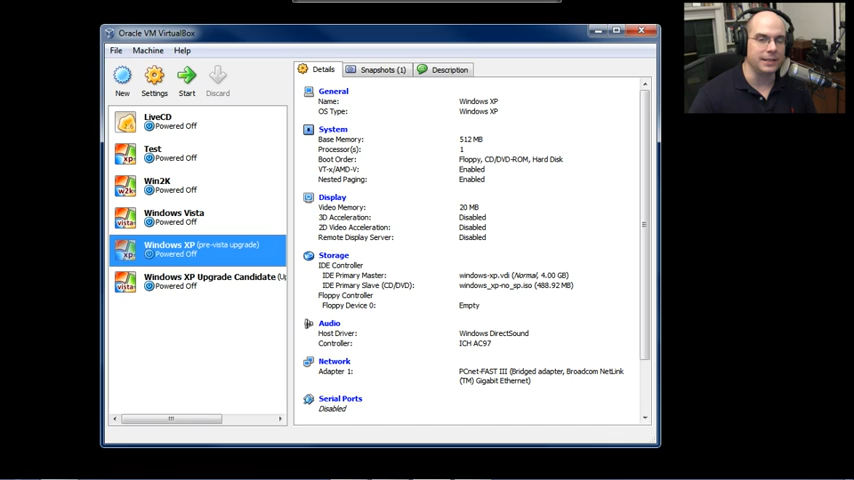 Oracle VM VirtualBox
File Machine Help
New Settings Start Discard
Details Snapshots (1) Description
LiveCD
Powered Off
Test
Powered Off
Win2K
Powered Off
Windows Vista
Powered Off
Windows XP (pre-vista upgrade)
Powered Off
Windows XP Upgrade Candidate (U
Powered Off
General
Name: Windows XP
OS Type: Windows XP
System
Base Memory: 512 MB
Processor(s): 1
Boot Order: Floppy, CD/DVD-ROM, Hard Disk
VT-x/AMD-V: Enabled
Nested Paging: Enabled
Display
Video Memory: 20 MB
3D Acceleration: Disabled
2D Video Acceleration: Disabled
Remote Display Server: Disabled
Storage
IDE Controller
IDE Primary Master: windows-xp.vdi (Normal, 4.00 GB)
IDE Primary Slave (CD/DVD): windows_xp-no_sp.iso (488.92 MB)
Floppy Controller
Floppy Device 0: Empty
Audio
Host Driver: Windows DirectSound
Controller: ICH AC97
Network
Adapter 1: PCnet-FAST III (Bridged adapter, Broadcom NetLink
(TM) Gigabit Ethernet)
Serial Ports
Disabled